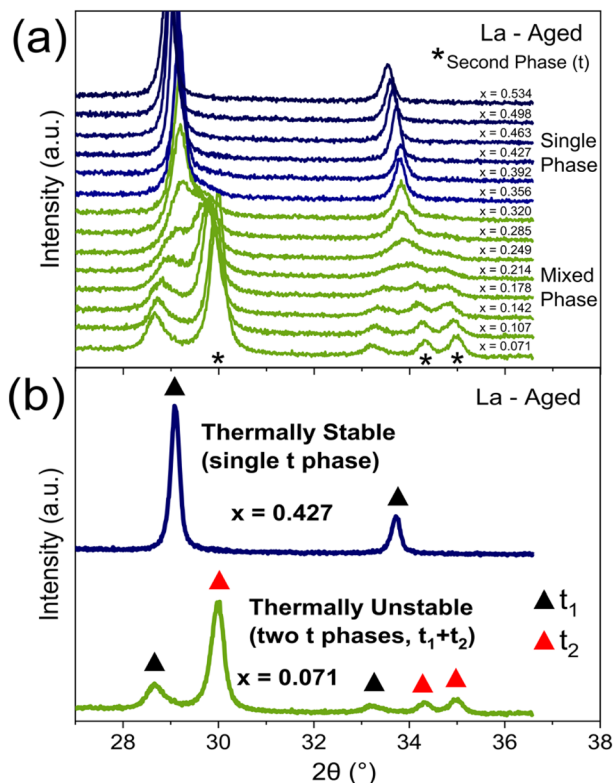 (a)
La - Aged
*Second Phase (t)
x = 0.534
x = 0.498
x = 0.463
x = 0.427
x = 0.392
x = 0.356
x = 0.320
x = 0.285
x = 0.249
x = 0.214
x = 0.178
x = 0.142
x = 0.107
x = 0.071
Single
Phase
Mixed
Phase
* * *
Intensity (a.u.)
(b)
La - Aged
Thermally Stable
(single t phase)
x = 0.427
Thermally Unstable
(two t phases, t₁+t₂)
x = 0.071
▲ t₁
▲ t₂
Intensity (a.u.)
28 30 32 34 36 38
2θ (°)